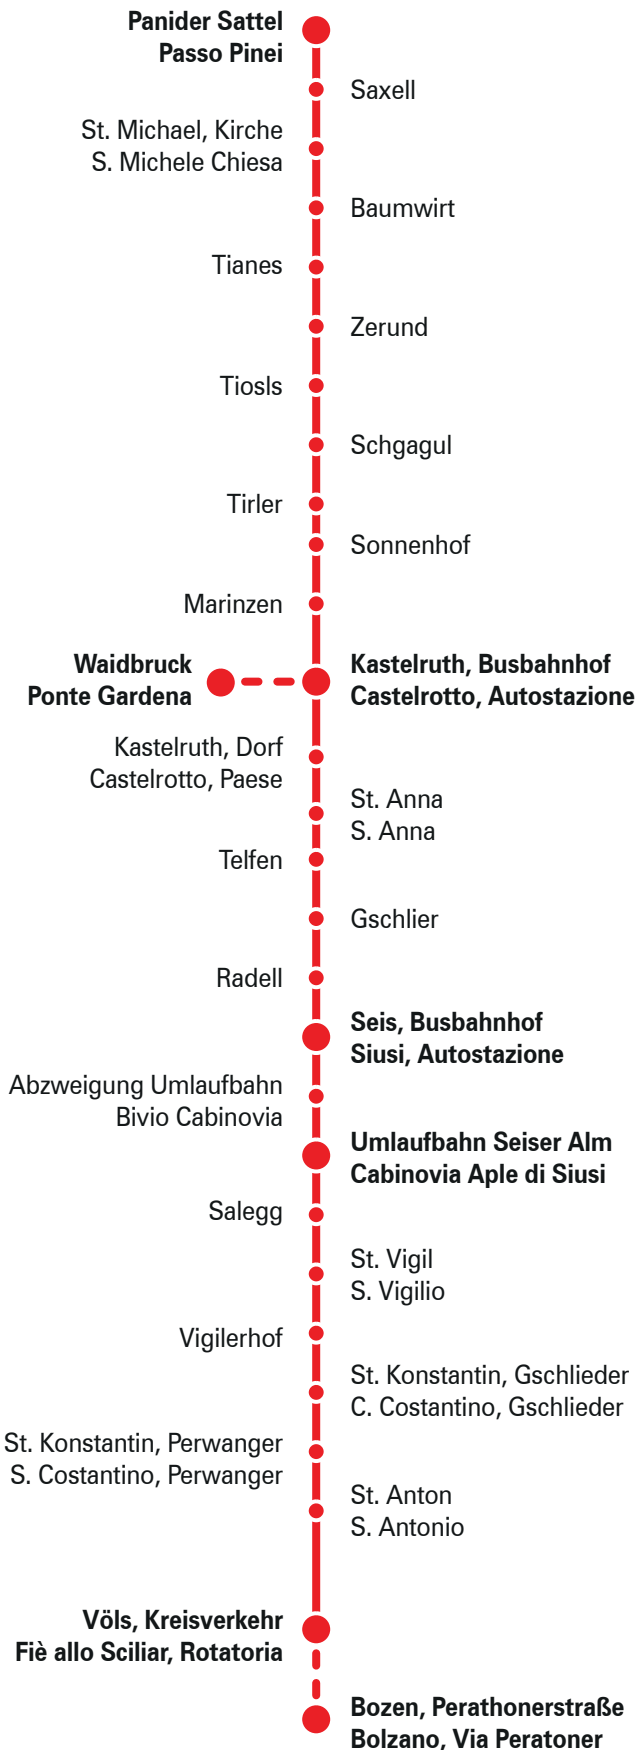 Panider Sattel
Passo Pinei
Saxell
St. Michael, Kirche
S. Michele Chiesa
Baumwirt
Tianes
Zerund
Tiosls
Schgagul
Tirler
Sonnenhof
Marinzen
Waidbruck
Ponte Gardena
Kastelruth, Busbahnhof
Castelrotto, Autostazione
Kastelruth, Dorf
Castelrotto, Paese
St. Anna
S. Anna
Telfen
Gschlier
Radell
Seis, Busbahnhof
Siusi, Autostazione
Abzweigung Umlaufbahn
Bivio Cabinovia
Umlaufbahn Seiser Alm
Cabinovia Aple di Siusi
Salegg
St. Vigil
S. Vigilio
Vigilerhof
St. Konstantin, Gschlieder
C. Costantino, Gschlieder
St. Konstantin, Perwanger
S. Costantino, Perwanger
St. Anton
S. Antonio
Völs, Kreisverkehr
Fiè allo Sciliar, Rotatoria
Bozen, Perathonerstraße
Bolzano, Via Peratoner